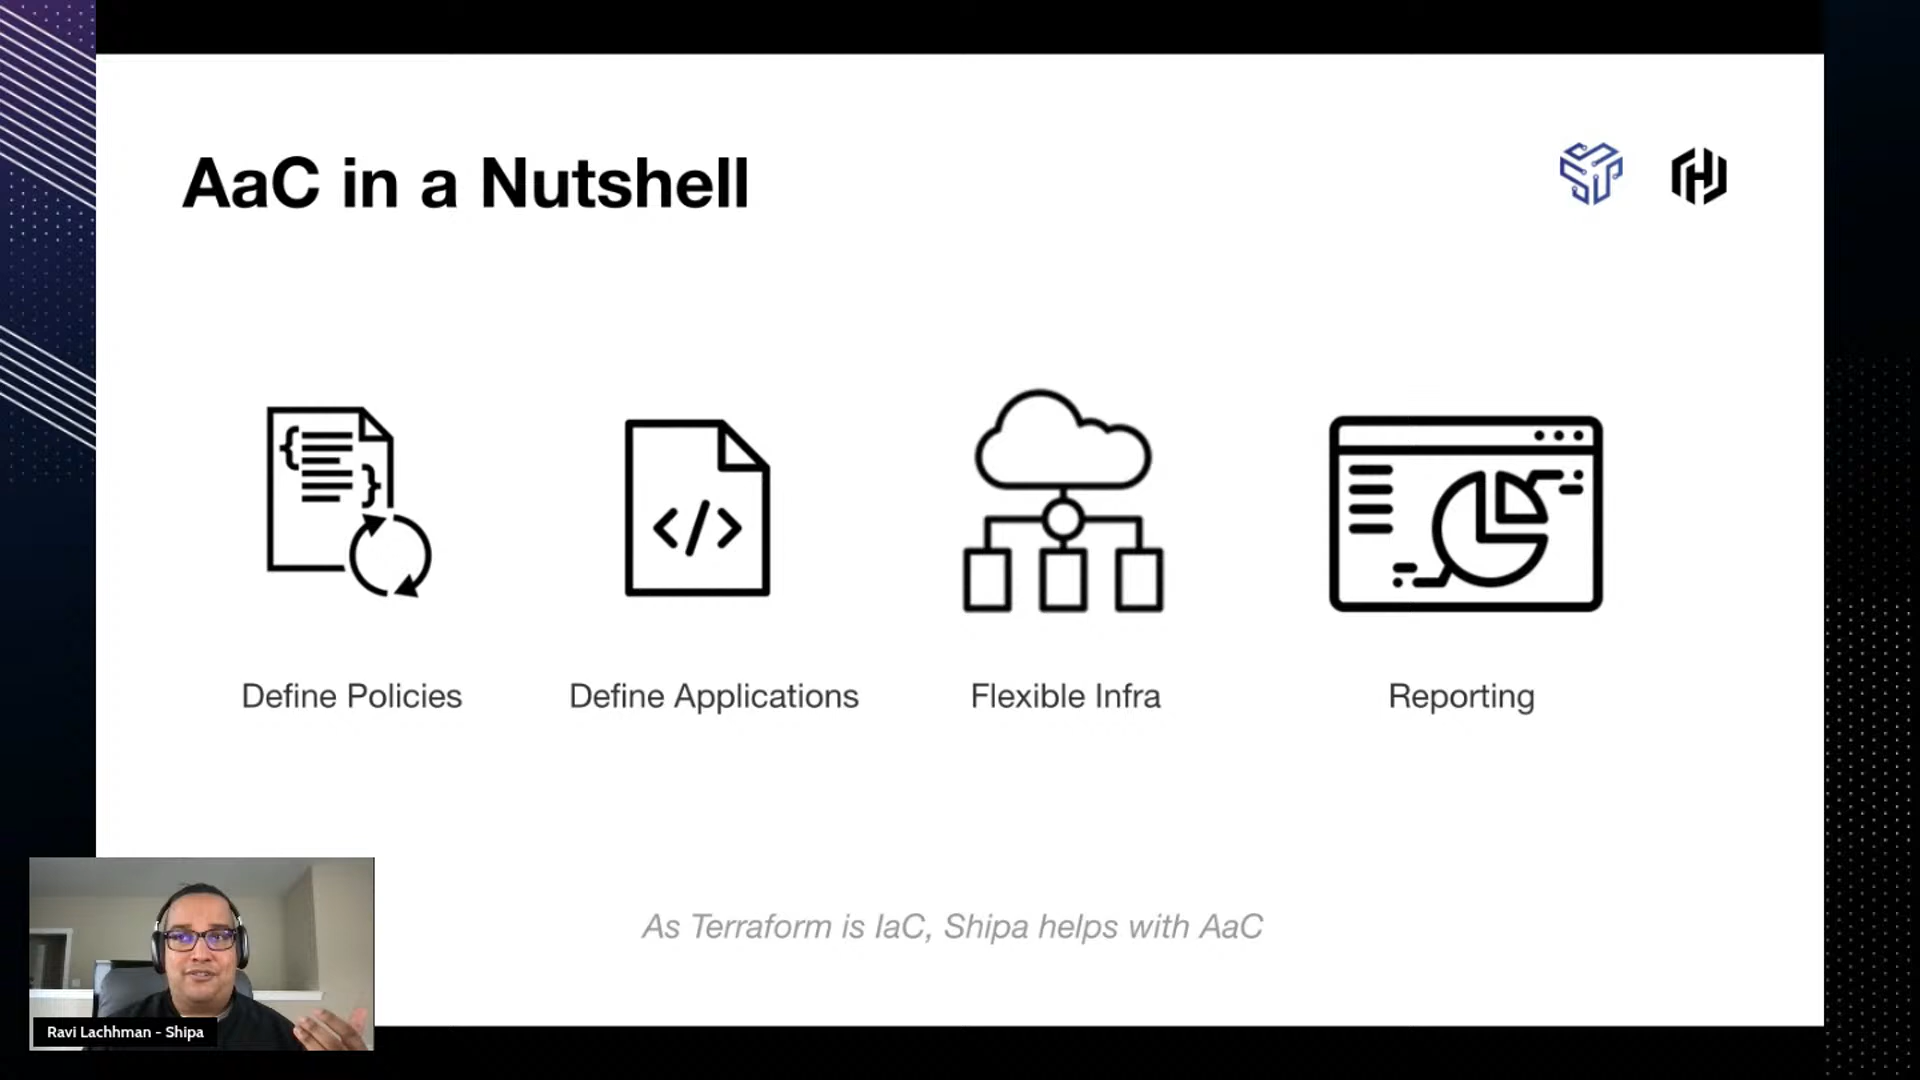 AaC in a Nutshell
Define Policies
Define Applications
Flexible Infra
Reporting
As Terraform is IaC, Shipa helps with AaC
Ravi Lachhman - Shipa